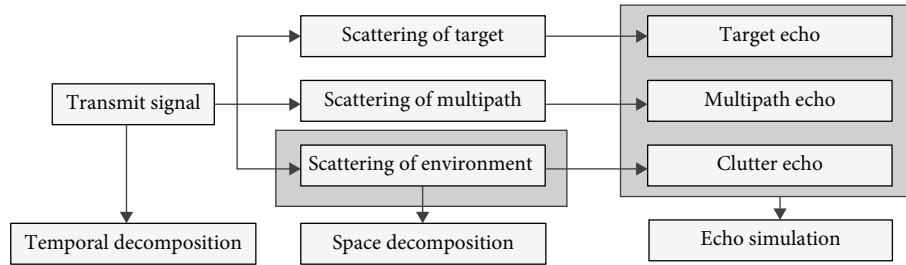 Scattering of target
Target echo
Transmit signal
Scattering of multipath
Multipath echo
Scattering of environment
Clutter echo
Temporal decomposition
Space decomposition
Echo simulation